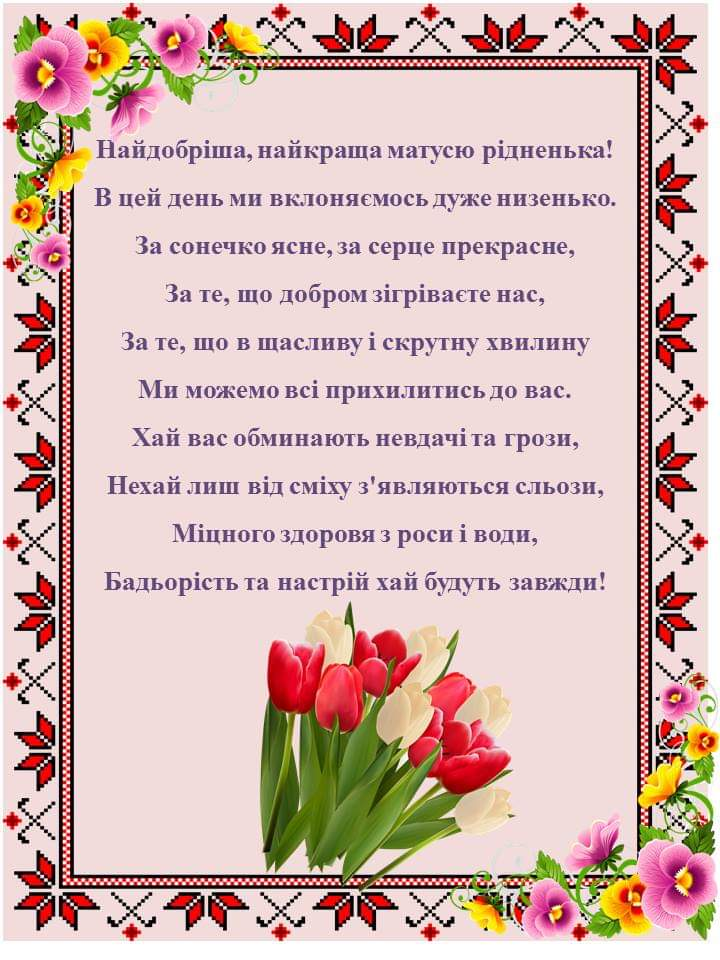 Найдобріша, найкраща матусю рідненька!
В цей день ми вклоняємось дуже низенько.
За сонечко ясне, за серце прекрасне,
За те, що добром зігріваєте нас,
За те, що в щасливу і скрутну хвилину
Ми можемо всі прихилитись до вас.
Хай вас обминають невдачі та грози,
Нехай лиш від сміху з'являються сльози,
Міцного здоровя з роси і води,
Бадьорість та настрій хай будуть завжди!